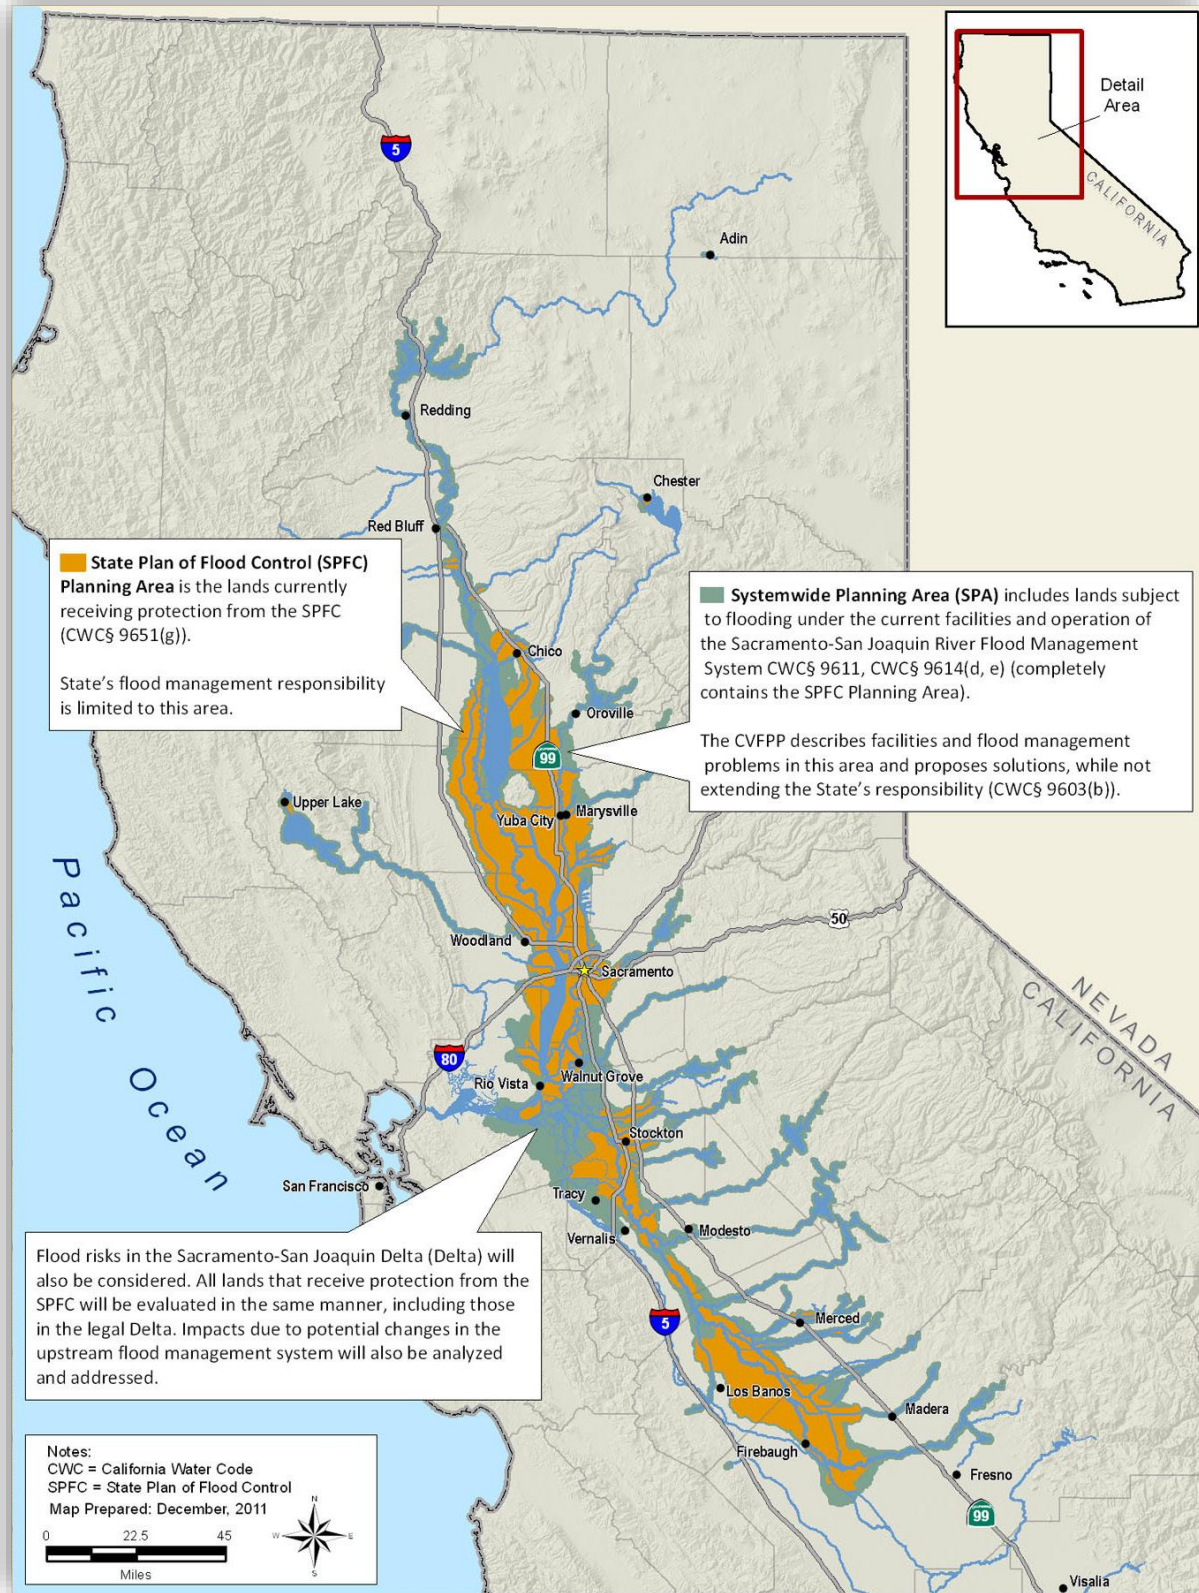 Detail
Area
CALIFORNIA
5
Adin
Redding
Chester
Red Bluff
State Plan of Flood Control (SPFC)
Planning Area is the lands currently
receiving protection from the SPFC
(CWC§ 9651(g)).
State's flood management responsibility
is limited to this area.
Systemwide Planning Area (SPA) includes lands subject
to flooding under the current facilities and operation of
the Sacramento-San Joaquin River Flood Management
System CWC§ 9611, CWC§ 9614(d, e) (completely
contains the SPFC Planning Area).
The CVFPP describes facilities and flood management
problems in this area and proposes solutions, while not
extending the State's responsibility (CWC§ 9603(b)).
Chico
Oroville
99
Upper Lake
Yuba City
Marysville
Pacific Ocean
50
Woodland
Sacramento
NEVADA
CALIFORNIA
80
Rio Vista
Walnut Grove
Stockton
San Francisco
Tracy
Vernalis
Modesto
Flood risks in the Sacramento-San Joaquin Delta (Delta) will
also be considered. All lands that receive protection from the
SPFC will be evaluated in the same manner, including those
in the legal Delta. Impacts due to potential changes in the
upstream flood management system will also be analyzed
and addressed.
5
Merced
Los Banos
Madera
Firebaugh
Fresno
99
Visalia
Notes:
CWC = California Water Code
SPFC = State Plan of Flood Control
Map Prepared: December, 2011
N
W
E
S
0 22.5 45
Miles